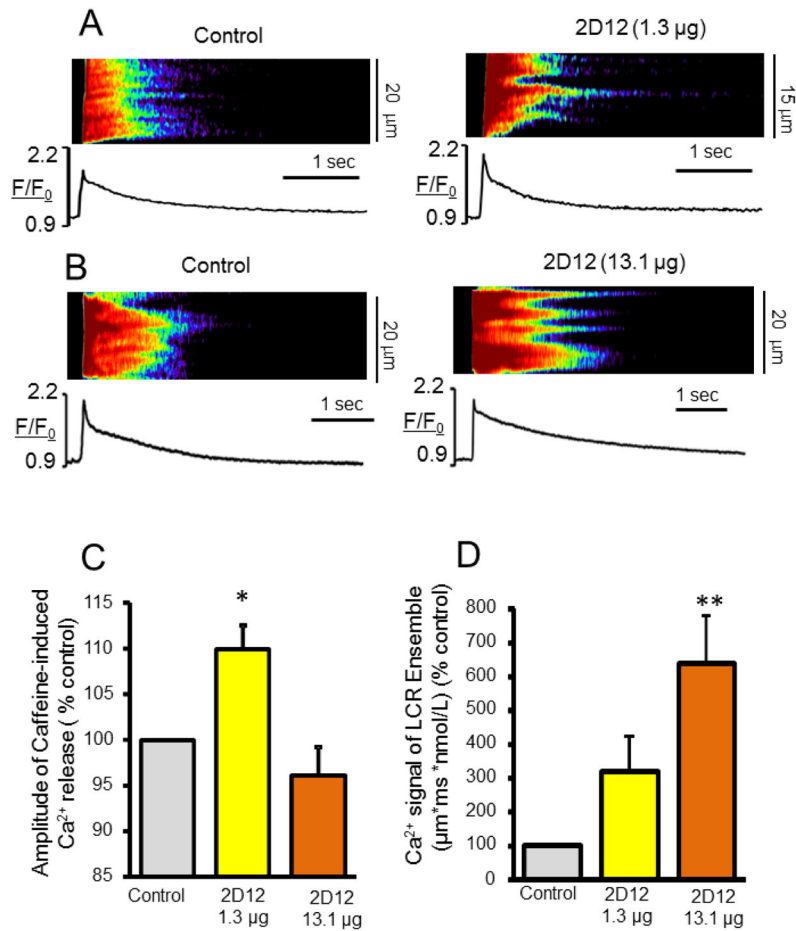 A
Control
2D12 (1.3 µg)
20 µm
15 µm
2.2
F/F0
0.9
1 sec
2.2
F/F0
0.9
1 sec
B
Control
2D12 (13.1 µg)
20 µm
20 µm
2.2
F/F0
0.9
1 sec
2.2
F/F0
0.9
1 sec
C
Amplitude of Caffeine-induced
Ca2+ release ( % control)
115
110
105
100
95
90
85
*
Control
2D12
1.3 µg
2D12
13.1 µg
D
Ca2+ signal of LCR Ensemble
(µm*ms *nmol/L) (% control)
800
700
600
500
400
300
200
100
0
**
Control
2D12
1.3 µg
2D12
13.1 µg